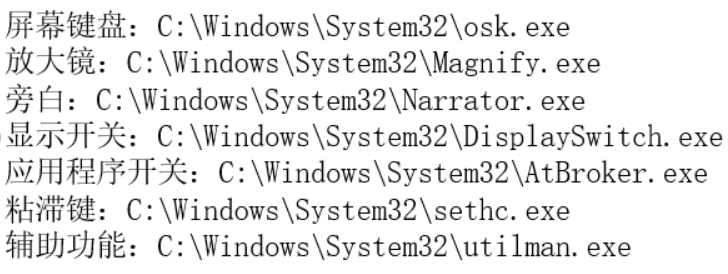 屏幕键盘：C:\Windows\System32\osk.exe
放大镜：C:\Windows\System32\Magnify.exe
旁白：C:\Windows\System32\Narrator.exe
显示开关：C:\Windows\System32\DisplaySwitch.exe
应用程序开关：C:\Windows\System32\AtBroker.exe
粘滞键：C:\Windows\System32\sethc.exe
辅助功能：C:\Windows\System32\utilman.exe